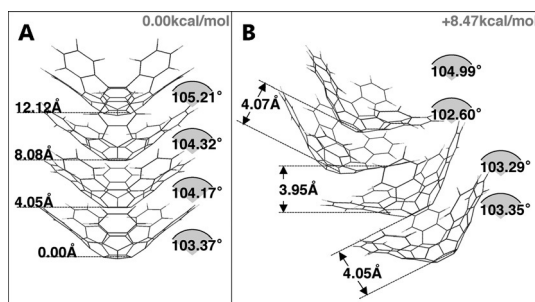 A
0.00kcal/mol
105.21°
12.12Å
104.32°
8.08Å
104.17°
4.05Å
103.37°
0.00Å
B
+8.47kcal/mol
104.99°
4.07Å
102.60°
103.29°
3.95Å
103.35°
4.05Å